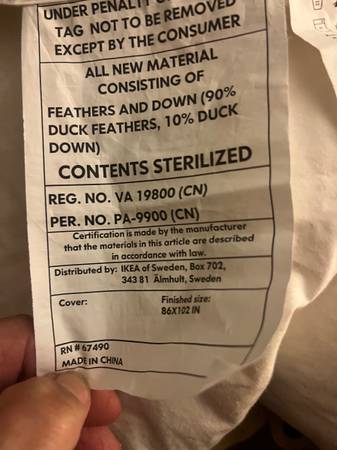 UNDER PENALTY
TAG NOT TO BE REMOVED
EXCEPT BY THE CONSUMER
ALL NEW MATERIAL
CONSISTING OF
FEATHERS AND DOWN (90%
DUCK FEATHERS, 10% DUCK
DOWN)
CONTENTS STERILIZED
REG. NO. VA 19800 (CN)
PER. NO. PA-9900 (CN)
Certification is made by the manufacturer
that the materials in this article are described
in accordance with law.
Distributed by: IKEA of Sweden, Box 702,
343 81 Älmhult, Sweden
Cover: Finished size:
86X102 IN
RN # 67490
MADE IN CHINA